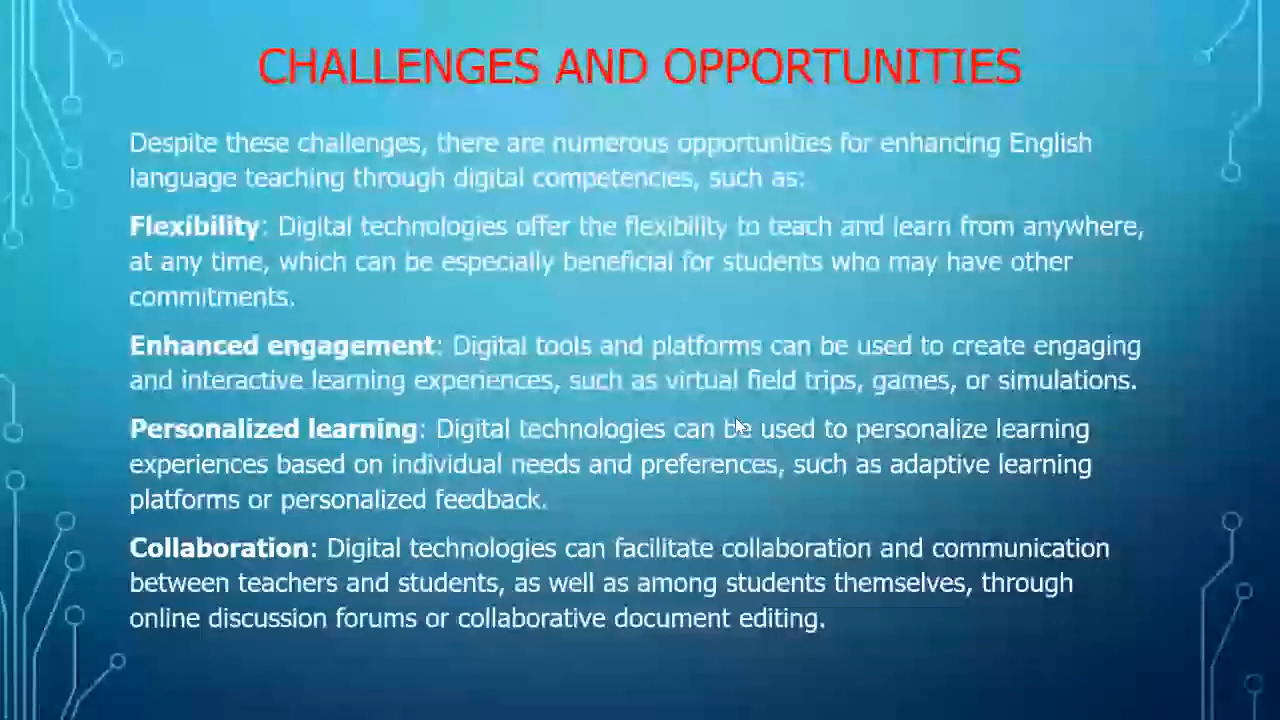 CHALLENGES AND OPPORTUNITIES
Despite these challenges, there are numerous opportunities for enhancing English
language teaching through digital competencies, such as:
Flexibility: Digital technologies offer the flexibility to teach and learn from anywhere,
at any time, which can be especially beneficial for students who may have other
commitments.
Enhanced engagement: Digital tools and platforms can be used to create engaging
and interactive learning experiences, such as virtual field trips, games, or simulations.
Personalized learning: Digital technologies can be used to personalize learning
experiences based on individual needs and preferences, such as adaptive learning
platforms or personalized feedback.
Collaboration: Digital technologies can facilitate collaboration and communication
between teachers and students, as well as among students themselves, through
online discussion forums or collaborative document editing.